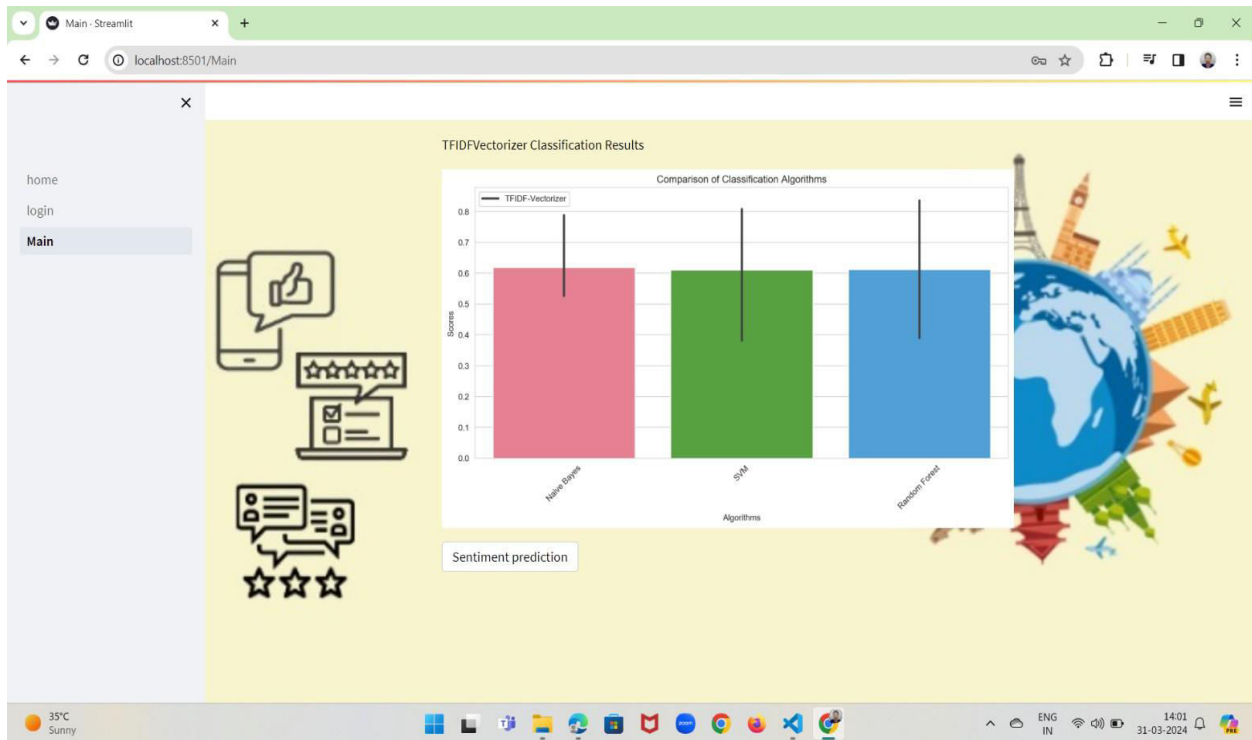 Main · Streamlit
localhost:8501/Main
home
login
Main
TFIDFVectorizer Classification Results
Comparison of Classification Algorithms
TFIDF-Vectorizer
Scores
0.8
0.7
0.6
0.5
0.4
0.3
0.2
0.1
0.0
Naive Bayes
SVM
Random Forest
Algorithms
Sentiment prediction
35°C
Sunny
ENG
IN
14:01
31-03-2024